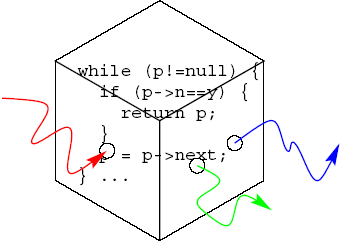 while (p!=null) {
if (p->n==y) {
return p;
}
p = p->next;
} ...